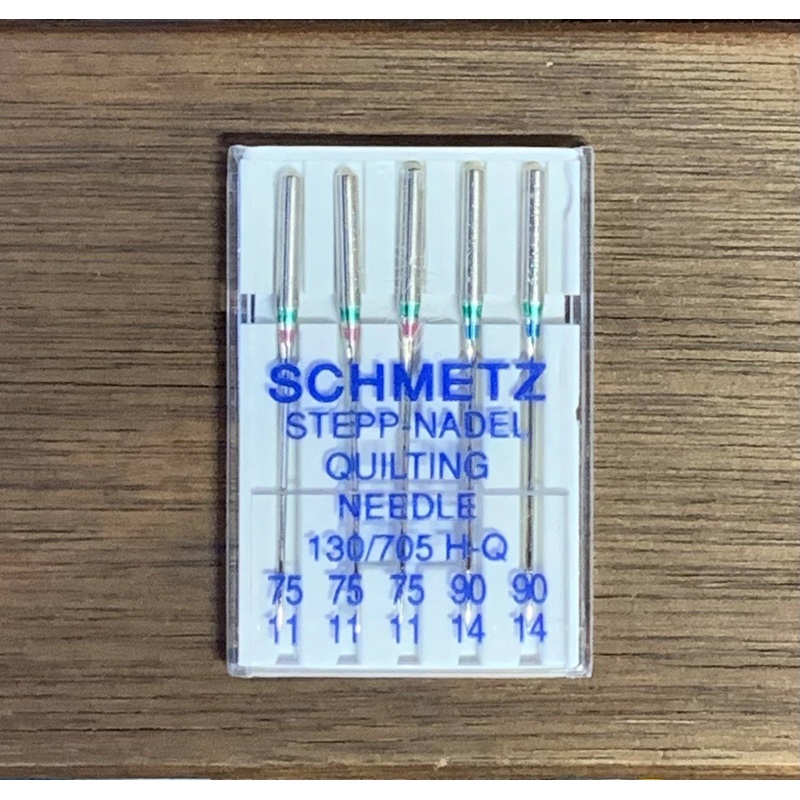 SCHMETZ
STEPP-NADEL
QUILTING
NEEDLE
130/705 H-Q
75 75 75 90 90
11 11 11 14 14